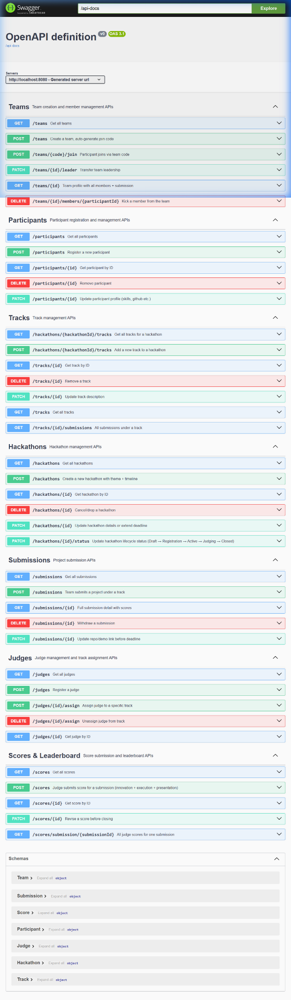 Swagger.
Supported by SMARTBEAR
/api-docs
Explore
OpenAPI definition v0 OAS 3.1
/api-docs
Servers
http://localhost:8080 - Generated server url
Teams Team creation and member management APIs
GET /teams Get all teams
POST /teams Create a team, auto-generate join code
POST /teams/{code}/join Participant joins via team code
PATCH /teams/{id}/leader Transfer team leadership
GET /teams/{id} Team profile with all members + submission
DELETE /teams/{id}/members/{participantId} Kick a member from the team
Participants Participant registration and management APIs
GET /participants Get all participants
POST /participants Register a new participant
GET /participants/{id} Get participant by ID
DELETE /participants/{id} Remove participant
PATCH /participants/{id} Update participant profile (skills, github etc.)
Tracks Track management APIs
GET /hackathons/{hackathonId}/tracks Get all tracks for a hackathon
POST /hackathons/{hackathonId}/tracks Add a new track to a hackathon
GET /tracks/{id} Get track by ID
DELETE /tracks/{id} Remove a track
PATCH /tracks/{id} Update track description
GET /tracks Get all tracks
GET /tracks/{id}/submissions All submissions under a track
Hackathons Hackathon management APIs
GET /hackathons Get all hackathons
POST /hackathons Create a new hackathon with theme + timeline
GET /hackathons/{id} Get hackathon by ID
DELETE /hackathons/{id} Cancel/drop a hackathon
PATCH /hackathons/{id} Update hackathon details or extend deadline
PATCH /hackathons/{id}/status Update hackathon lifecycle status (Draft → Registration → Active → Judging → Closed)
Submissions Project submission APIs
GET /submissions Get all submissions
POST /submissions Team submits a project under a track
GET /submissions/{id} Full submission detail with scores
DELETE /submissions/{id} Withdraw a submission
PATCH /submissions/{id} Update repo/demo link before deadline
Judges Judge management and track assignment APIs
GET /judges Get all judges
POST /judges Register a judge
POST /judges/{id}/assign Assign judge to a specific track
DELETE /judges/{id}/assign Unassign judge from track
GET /judges/{id} Get judge by ID
Scores & Leaderboard Score submission and leaderboard APIs
GET /scores Get all scores
POST /scores Judge submits score for a submission (innovation + execution + presentation)
GET /scores/{id} Get score by ID
PATCH /scores/{id} Revise a score before closing
GET /scores/submission/{submissionId} All judge scores for one submission
Schemas
Team Expand all object
Submission Expand all object
Score Expand all object
Participant Expand all object
Judge Expand all object
Hackathon Expand all object
Track Expand all object